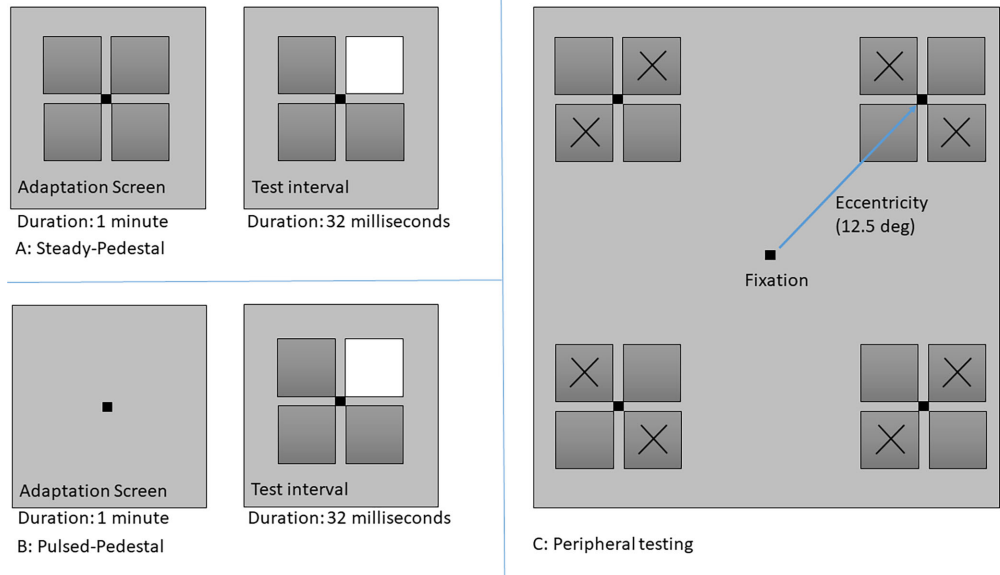 Adaptation Screen
Duration: 1 minute
A: Steady-Pedestal
Test interval
Duration: 32 milliseconds
Adaptation Screen
Duration: 1 minute
B: Pulsed-Pedestal
Test interval
Duration: 32 milliseconds
Eccentricity
(12.5 deg)
Fixation
C: Peripheral testing